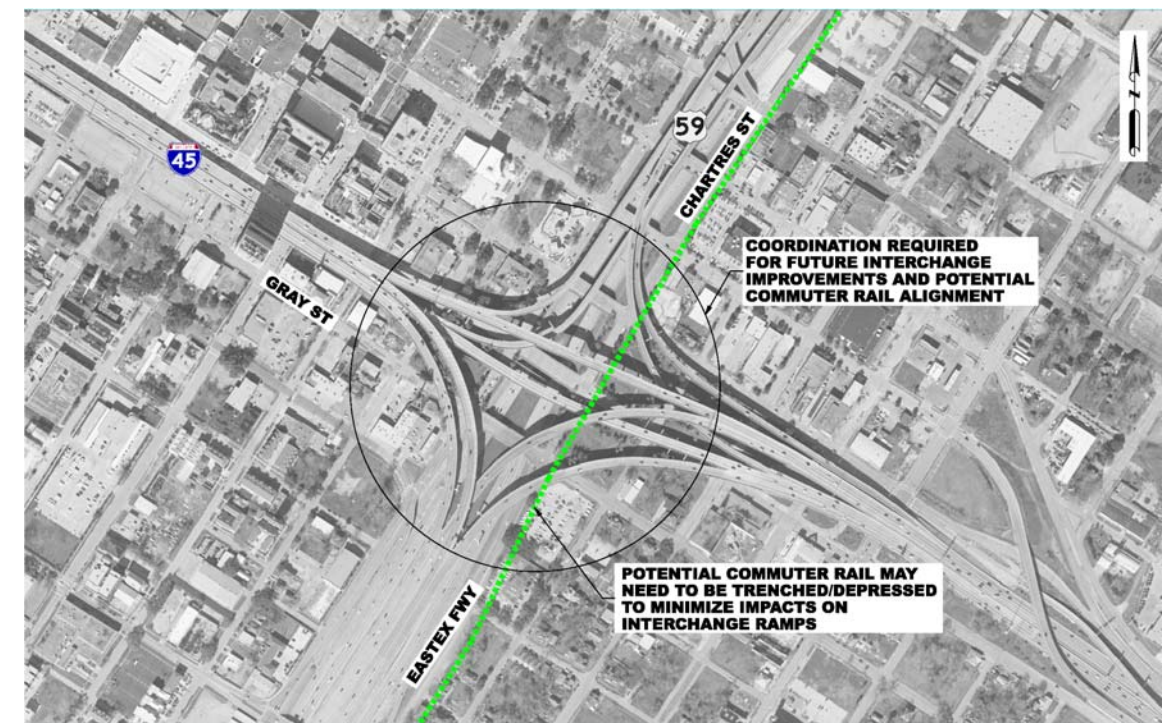 59
CHARTRES ST
45
COORDINATION REQUIRED
FOR FUTURE INTERCHANGE
IMPROVEMENTS AND POTENTIAL
COMMUTER RAIL ALIGNMENT
GRAY ST
POTENTIAL COMMUTER RAIL MAY
NEED TO BE TRENCHED/DEPRESSED
TO MINIMIZE IMPACTS ON
INTERCHANGE RAMPS
EASTEX FWY
N